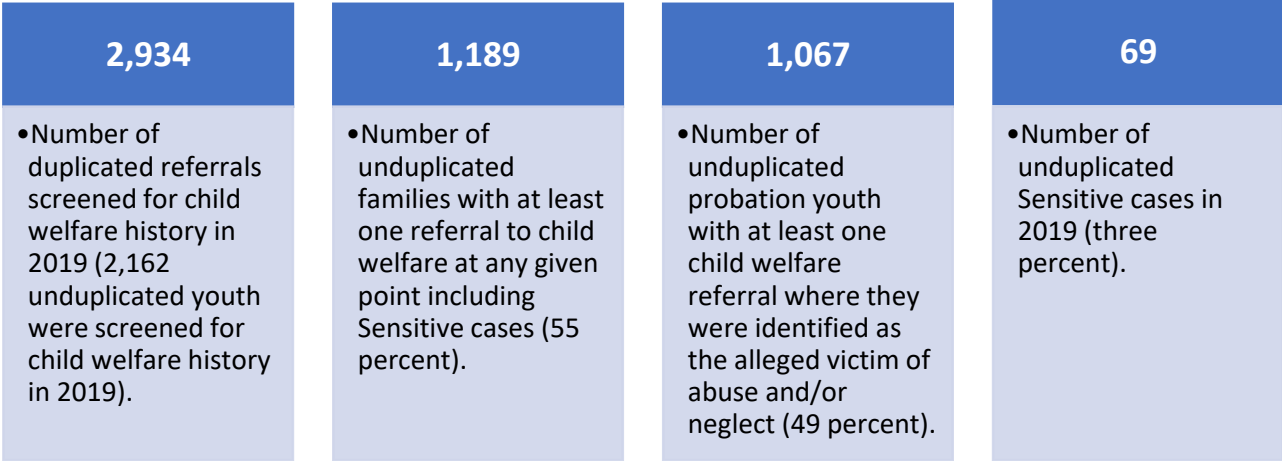 2,934
•Number of
duplicated referrals
screened for child
welfare history in
2019 (2,162
unduplicated youth
were screened for
child welfare history
in 2019).
1,189
•Number of
unduplicated
families with at least
one referral to child
welfare at any given
point including
Sensitive cases (55
percent).
1,067
•Number of
unduplicated
probation youth
with at least one
child welfare
referral where they
were identified as
the alleged victim of
abuse and/or
neglect (49 percent).
69
•Number of
unduplicated
Sensitive cases in
2019 (three
percent).